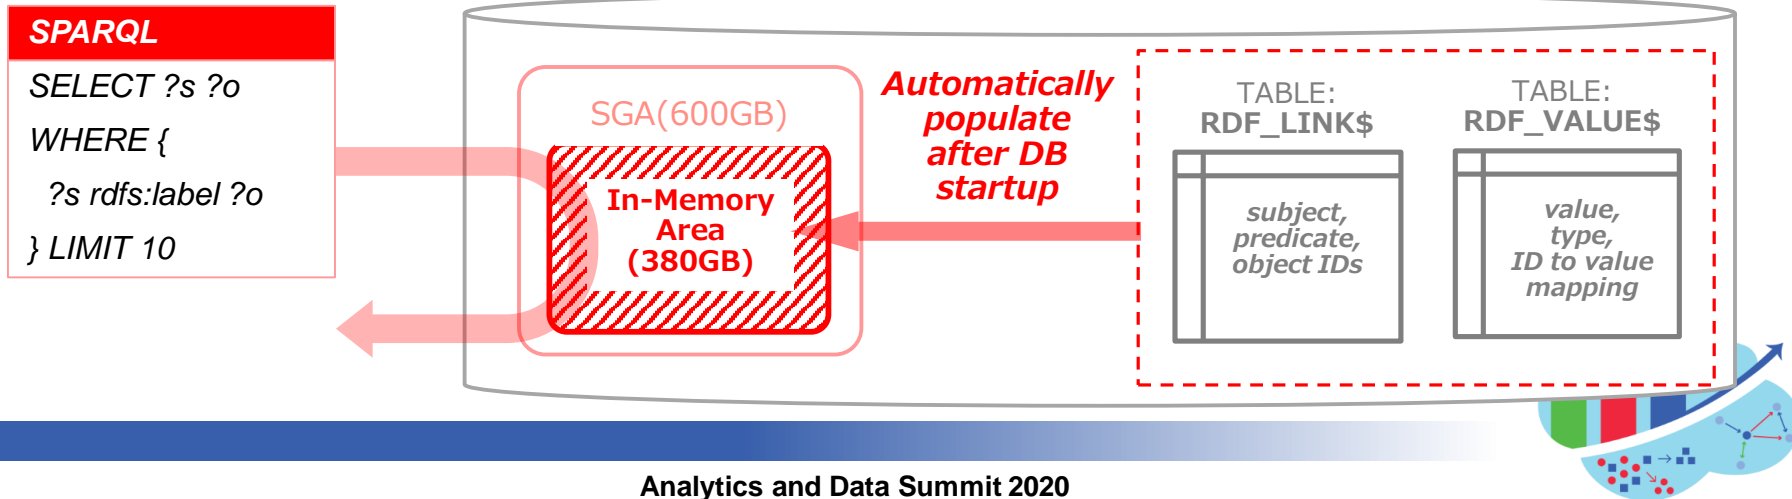 SPARQL
SELECT ?s ?o
WHERE {
?s rdfs:label ?o
} LIMIT 10
SGA(600GB)
In-Memory
Area
(380GB)
Automatically
populate
after DB
startup
TABLE:
RDF_LINK$
subject,
predicate,
object IDs
TABLE:
RDF_VALUE$
value,
type,
ID to value
mapping
Analytics and Data Summit 2020